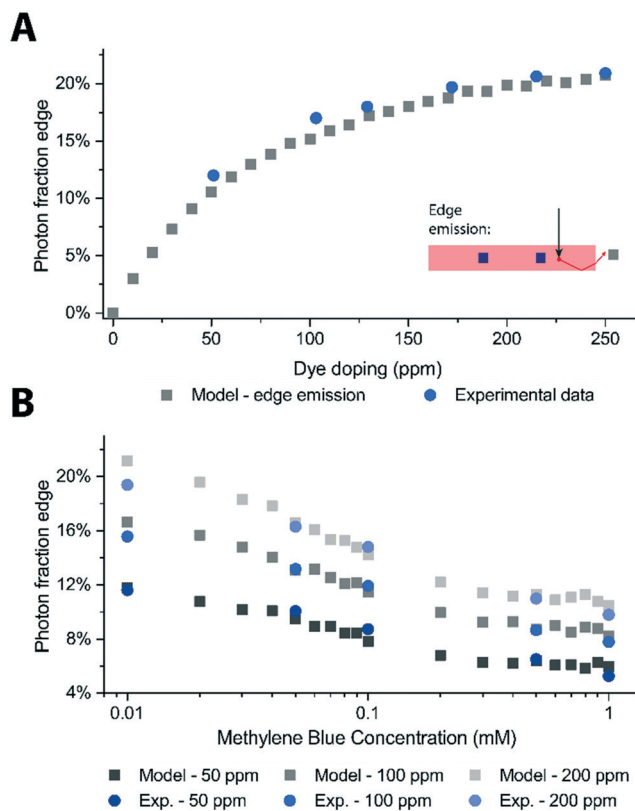 A
20%
15%
10%
5%
0%
Photon fraction edge
Edge
emission:
0 50 100 150 200 250
Dye doping (ppm)
Model - edge emission Experimental data
B
20%
16%
12%
8%
4%
Photon fraction edge
0.01 0.1 1
Methylene Blue Concentration (mM)
Model - 50 ppm Model - 100 ppm Model - 200 ppm
Exp. - 50 ppm Exp. - 100 ppm Exp. - 200 ppm